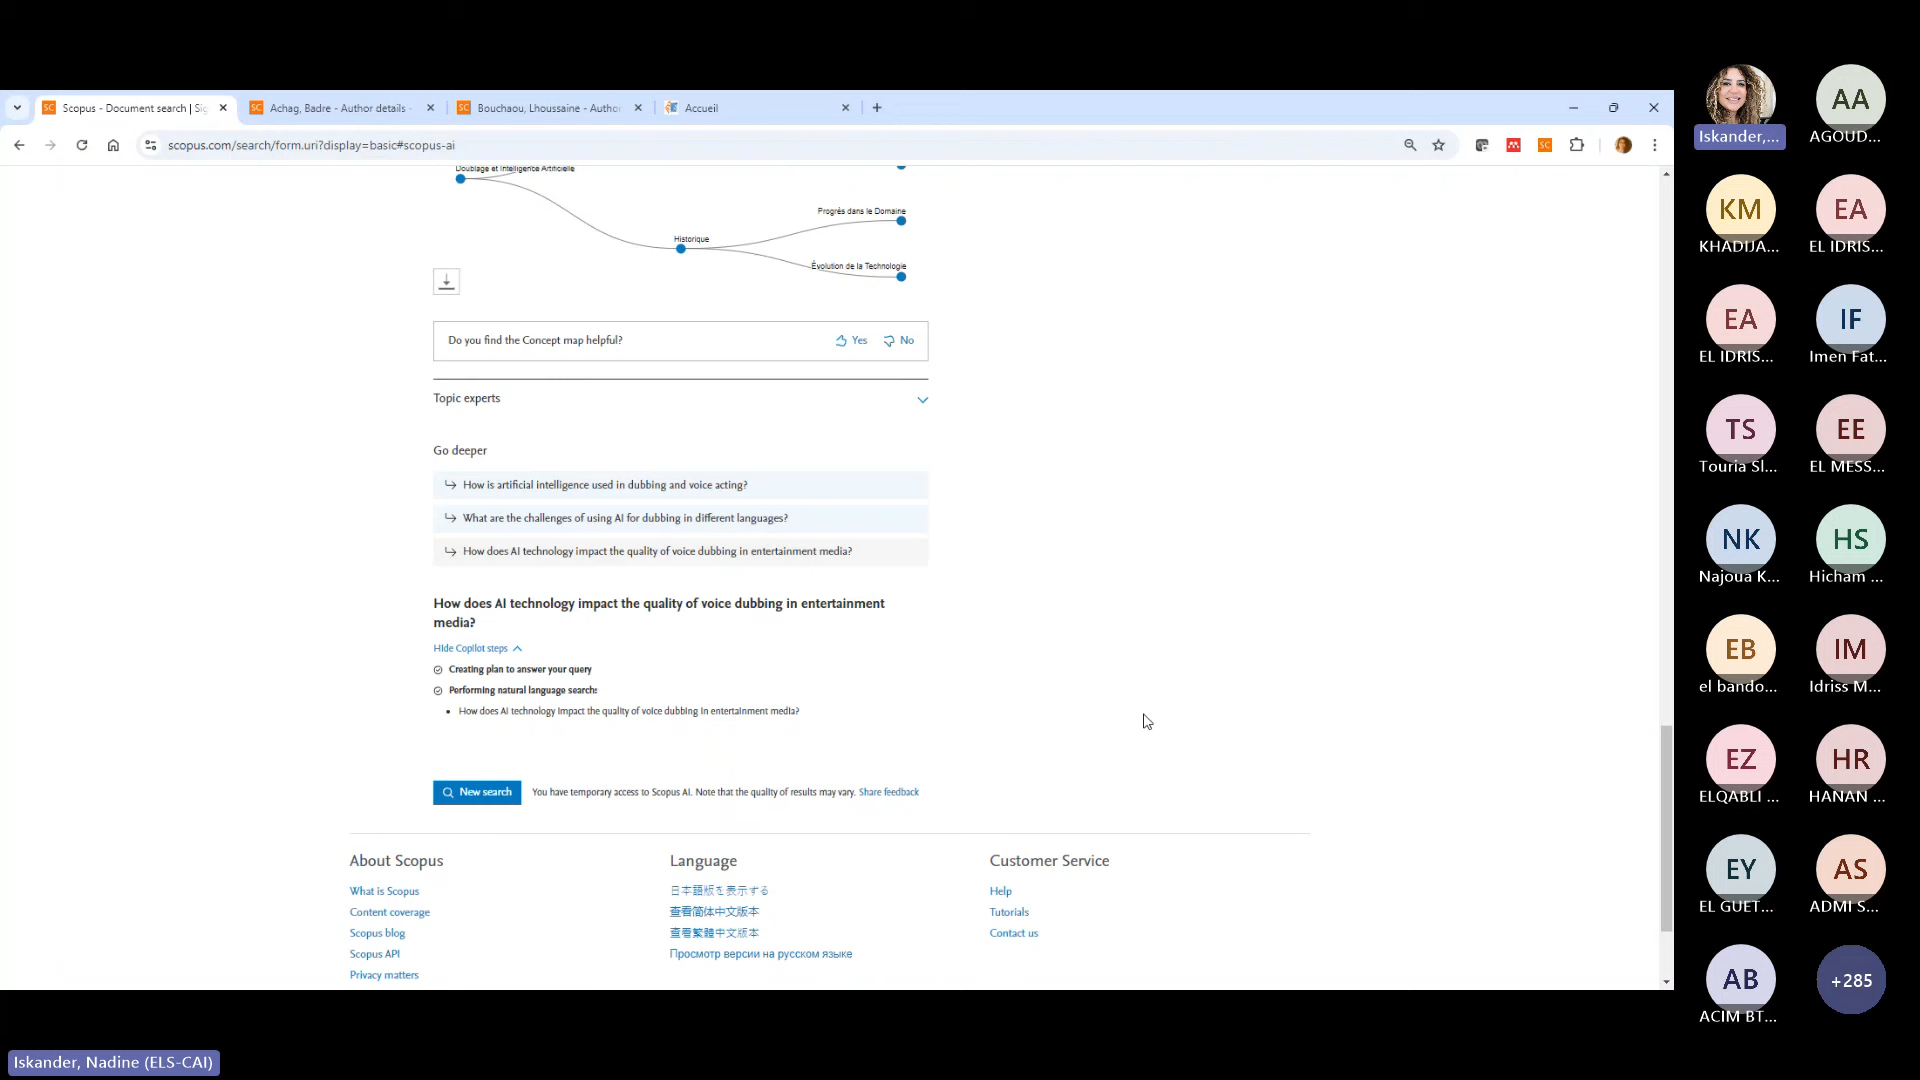 Scopus - Document search | Sig
Achag, Badre - Author details -
Bouchaou, Lhoussaine - Autho
Accueil
scopus.com/search/form.uri?display=basic#scopus-ai
Doublage et Intelligence Artificielle
Progrès dans le Domaine
Historique
Évolution de la Technologie
Do you find the Concept map helpful?
Yes
No
Topic experts
Go deeper
How is artificial intelligence used in dubbing and voice acting?
What are the challenges of using AI for dubbing in different languages?
How does AI technology impact the quality of voice dubbing in entertainment media?
How does AI technology impact the quality of voice dubbing in entertainment
media?
Hide Copilot steps
Creating plan to answer your query
Performing natural language search:
• How does AI technology impact the quality of voice dubbing in entertainment media?
New search
You have temporary access to Scopus AI. Note that the quality of results may vary. Share feedback
About Scopus
What is Scopus
Content coverage
Scopus blog
Scopus API
Privacy matters
Language
日本語版を表示する
查看简体中文版本
查看繁體中文版本
Просмотр версии на русском языке
Customer Service
Help
Tutorials
Contact us
Iskander,...
AA
AGOUD...
KM
KHADIJA...
EA
EL IDRIS...
EA
EL IDRIS...
IF
Imen Fat...
TS
Touria Sl...
EE
EL MESS...
NK
Najoua K...
HS
Hicham ...
EB
el bando...
IM
Idriss M...
EZ
ELQABLI ...
HR
HANAN ...
EY
EL GUET...
AS
ADMI S...
AB
ACIM BT...
+285
Iskander, Nadine (ELS-CAI)